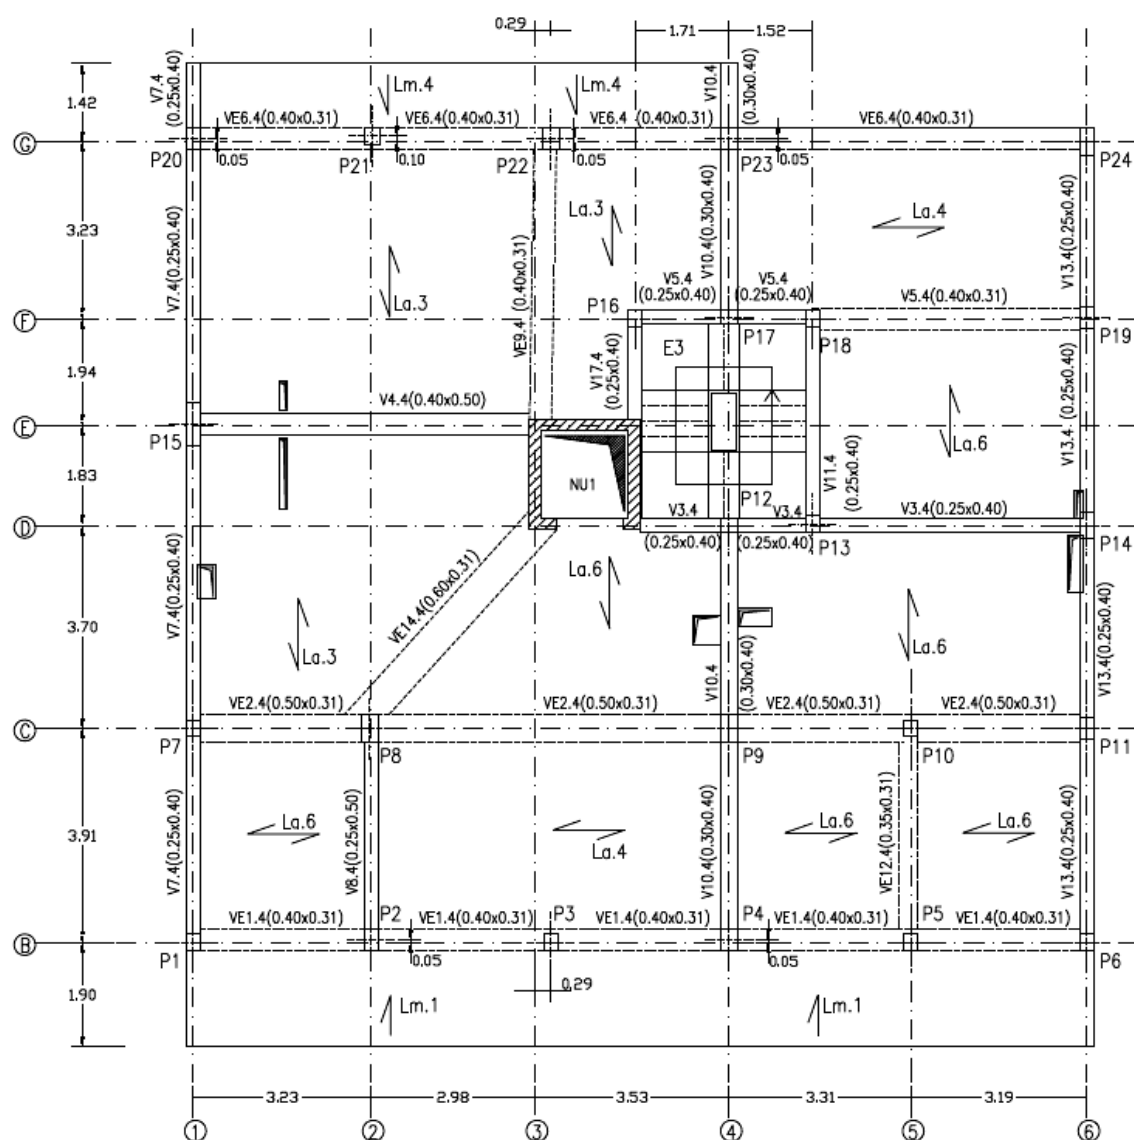 0.29
1.71
1.52
V7.4
(0.25x0.40)
Lm.4
Lm.4
V10.4
(0.30x0.40)
1.42
VE6.4(0.40x0.31)
VE6.4(0.40x0.31)
VE6.4 (0.40x0.31)
VE6.4(0.40x0.31)
G
P20
0.05
P21
0.10
P22
0.05
P23
0.05
P24
3.23
V7.4(0.25x0.40)
La.3
La.3
VE9.4 (0.40x0.31)
V10.4(0.30x0.40)
La.4
V13.4(0.25x0.40)
V5.4
(0.25x0.40)
V5.4
(0.25x0.40)
V5.4(0.40x0.31)
P16
F
P17
P18
P19
E3
1.94
V17.4
(0.25x0.40)
V4.4(0.40x0.50)
E
P15
La.6
V13.4 (0.25x0.40)
1.83
NU1
V11.4
(0.25x0.40)
P12
V3.4
V3.4
V3.4(0.25x0.40)
D
(0.25x0.40)
(0.25x0.40)
P13
P14
V7.4(0.25x0.40)
VE14.4(0.60x0.31)
La.6
3.70
La.3
La.6
V10.4
(0.30x0.40)
V13.4(0.25x0.40)
VE2.4(0.50x0.31)
VE2.4(0.50x0.31)
VE2.4(0.50x0.31)
VE2.4(0.50x0.31)
C
P7
P8
P9
P10
P11
3.91
V7.4(0.25x0.40)
La.6
V8.4(0.25x0.50)
La.4
V10.4(0.30x0.40)
La.6
VE12.4(0.35x0.31)
La.6
V13.4(0.25x0.40)
P2
P3
P4
P5
VE1.4(0.40x0.31)
VE1.4(0.40x0.31)
VE1.4(0.40x0.31)
VE1.4(0.40x0.31)
VE1.4(0.40x0.31)
B
P1
0.05
0.05
P6
1.90
0.29
Lm.1
Lm.1
3.23
2.98
3.53
3.31
3.19
1
2
3
4
5
6